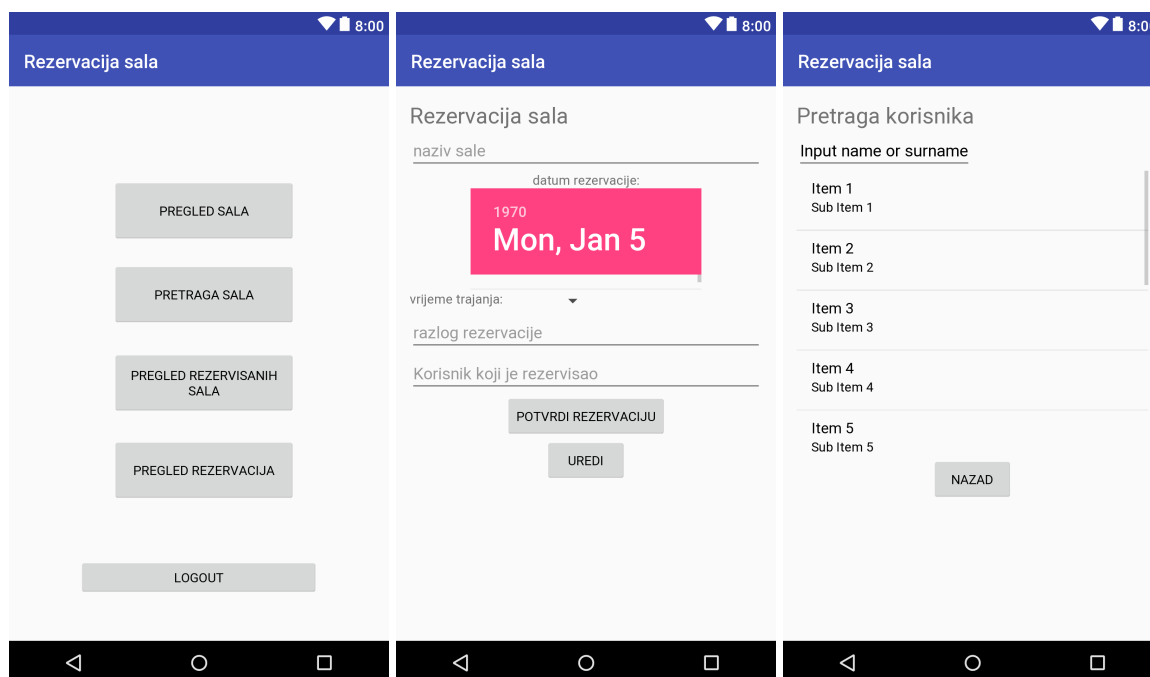 8:00
Rezervacija sala
PREGLED SALA
PRETRAGA SALA
PREGLED REZERVISANIH
SALA
PREGLED REZERVACIJA
LOGOUT
8:00
Rezervacija sala
Rezervacija sala
naziv sale
datum rezervacije:
1970
Mon, Jan 5
vrijeme trajanja:
razlog rezervacije
Korisnik koji je rezervisao
POTVRDI REZERVACIJU
UREDI
8:00
Rezervacija sala
Pretraga korisnika
Input name or surname
Item 1
Sub Item 1
Item 2
Sub Item 2
Item 3
Sub Item 3
Item 4
Sub Item 4
Item 5
Sub Item 5
NAZAD